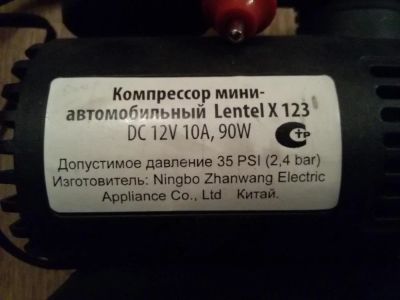 Компрессор мини-
автомобильный Lentel X 123
DC 12V 10A, 90W
Допустимое давление 35 PSI (2,4 bar)
Изготовитель: Ningbo Zhanwang Electric
Appliance Co., Ltd Китай.